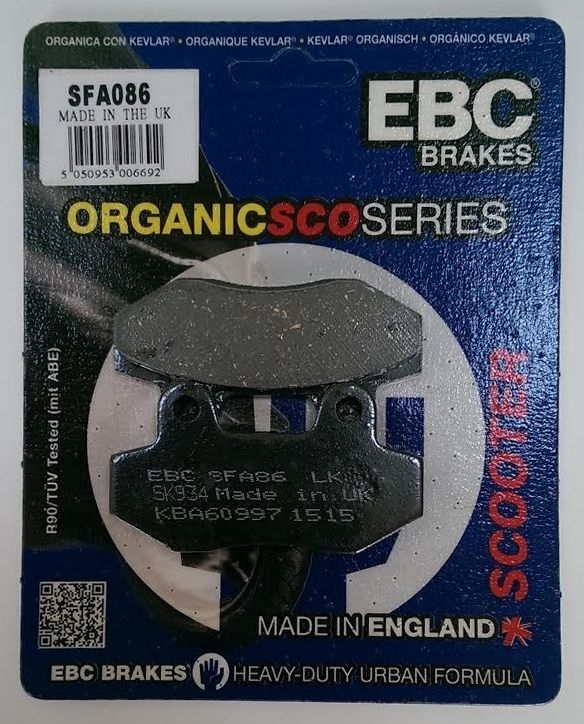 ORGANICA CON KEVLAR® • ORGANIQUE KEVLAR® • KEVLAR® ORGANISCH • ORGÂNICO KEVLAR®
SFA086
MADE IN THE UK
5 050953 006692
EBC®
BRAKES
ORGANICSCOSERIES
R90/TUV Tested (mit ABE)
EBC SFA86 LK
SK934 Made in UK
KBA60997 1515
SCOOTER
MADE IN ENGLAND
EBC BRAKES® HEAVY-DUTY URBAN FORMULA